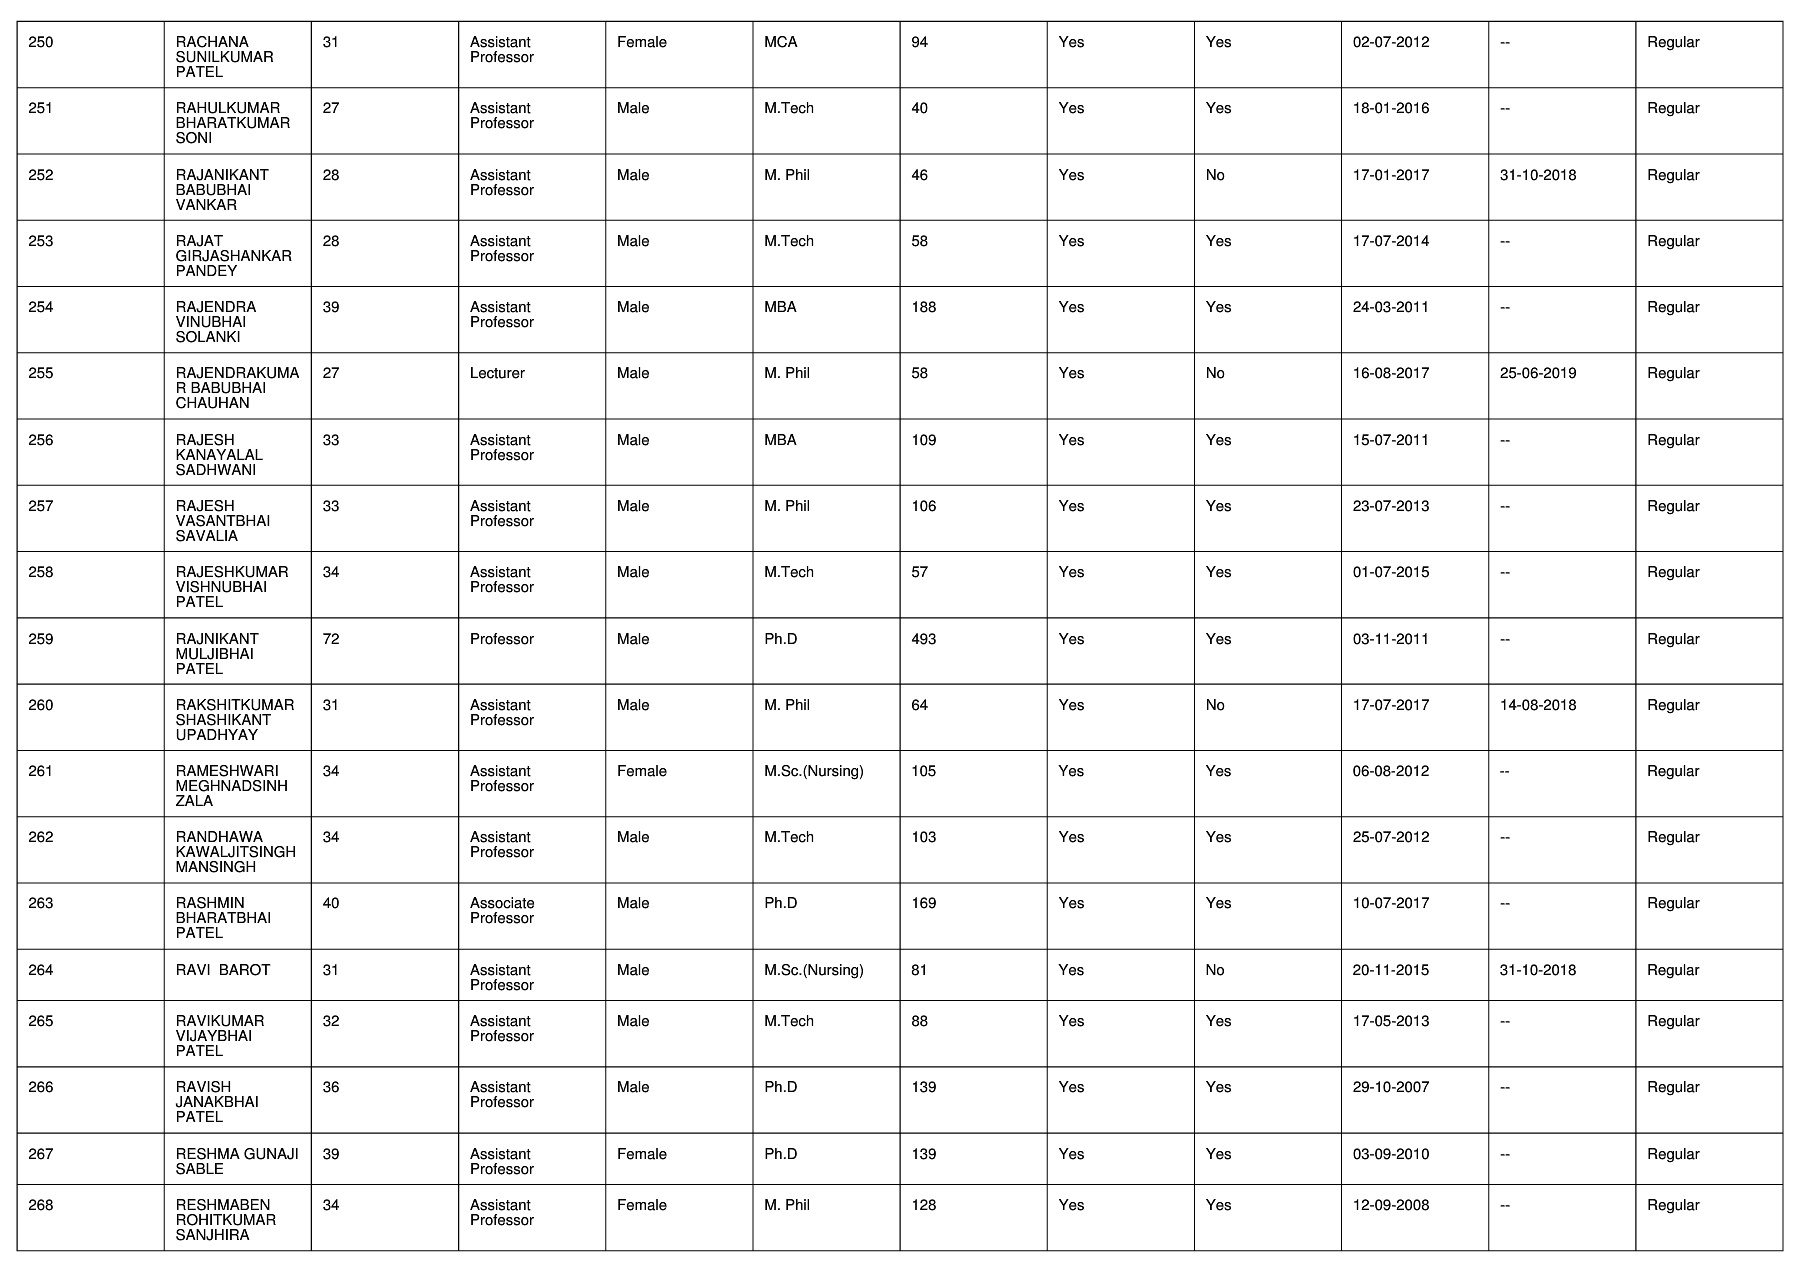 250 RACHANA 31 Assistant Female MCA 94 Yes Yes 02-07-2012 -- Regular
SUNILKUMAR Professor
PATEL
251 RAHULKUMAR 27 Assistant Male M.Tech 40 Yes Yes 18-01-2016 -- Regular
BHARATKUMAR Professor
SONI
252 RAJANIKANT 28 Assistant Male M. Phil 46 Yes No 17-01-2017 31-10-2018 Regular
BABUBHAI Professor
VANKAR
253 RAJAT 28 Assistant Male M.Tech 58 Yes Yes 17-07-2014 -- Regular
GIRJASHANKAR Professor
PANDEY
254 RAJENDRA 39 Assistant Male MBA 188 Yes Yes 24-03-2011 -- Regular
VINUBHAI Professor
SOLANKI
255 RAJENDRAKUMA 27 Lecturer Male M. Phil 58 Yes No 16-08-2017 25-06-2019 Regular
R BABUBHAI
CHAUHAN
256 RAJESH 33 Assistant Male MBA 109 Yes Yes 15-07-2011 -- Regular
KANAYALAL Professor
SADHWANI
257 RAJESH 33 Assistant Male M. Phil 106 Yes Yes 23-07-2013 -- Regular
VASANTBHAI Professor
SAVALIA
258 RAJESHKUMAR 34 Assistant Male M.Tech 57 Yes Yes 01-07-2015 -- Regular
VISHNUBHAI Professor
PATEL
259 RAJNIKANT 72 Professor Male Ph.D 493 Yes Yes 03-11-2011 -- Regular
MULJIBHAI
PATEL
260 RAKSHITKUMAR 31 Assistant Male M. Phil 64 Yes No 17-07-2017 14-08-2018 Regular
SHASHIKANT Professor
UPADHYAY
261 RAMESHWARI 34 Assistant Female M.Sc.(Nursing) 105 Yes Yes 06-08-2012 -- Regular
MEGHNADSINH Professor
ZALA
262 RANDHAWA 34 Assistant Male M.Tech 103 Yes Yes 25-07-2012 -- Regular
KAWALJITSINGH Professor
MANSINGH
263 RASHMIN 40 Associate Male Ph.D 169 Yes Yes 10-07-2017 -- Regular
BHARATBHAI Professor
PATEL
264 RAVI BAROT 31 Assistant Male M.Sc.(Nursing) 81 Yes No 20-11-2015 31-10-2018 Regular
Professor
265 RAVIKUMAR 32 Assistant Male M.Tech 88 Yes Yes 17-05-2013 -- Regular
VIJAYBHAI Professor
PATEL
266 RAVISH 36 Assistant Male Ph.D 139 Yes Yes 29-10-2007 -- Regular
JANAKBHAI Professor
PATEL
267 RESHMA GUNAJI 39 Assistant Female Ph.D 139 Yes Yes 03-09-2010 -- Regular
SABLE Professor
268 RESHMABEN 34 Assistant Female M. Phil 128 Yes Yes 12-09-2008 -- Regular
ROHITKUMAR Professor
SANJHIRA